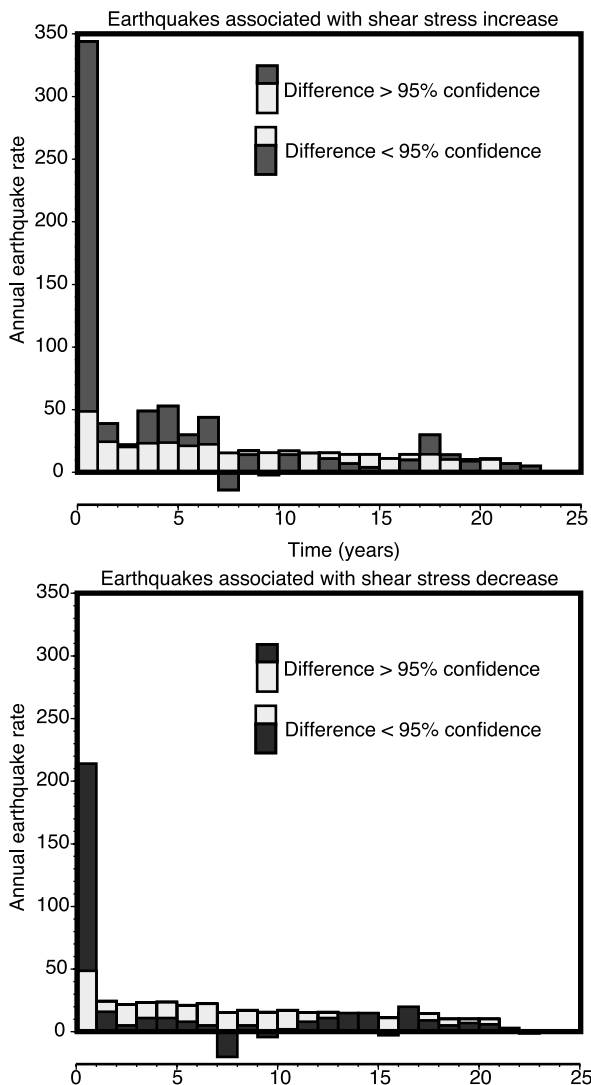 Earthquakes associated with shear stress increase
350
300
250
200
150
100
50
0
Annual earthquake rate
Difference > 95% confidence
Difference < 95% confidence
0 5 10 15 20 25
Time (years)
Earthquakes associated with shear stress decrease
350
300
250
200
150
100
50
0
Annual earthquake rate
Difference > 95% confidence
Difference < 95% confidence
0 5 10 15 20 25